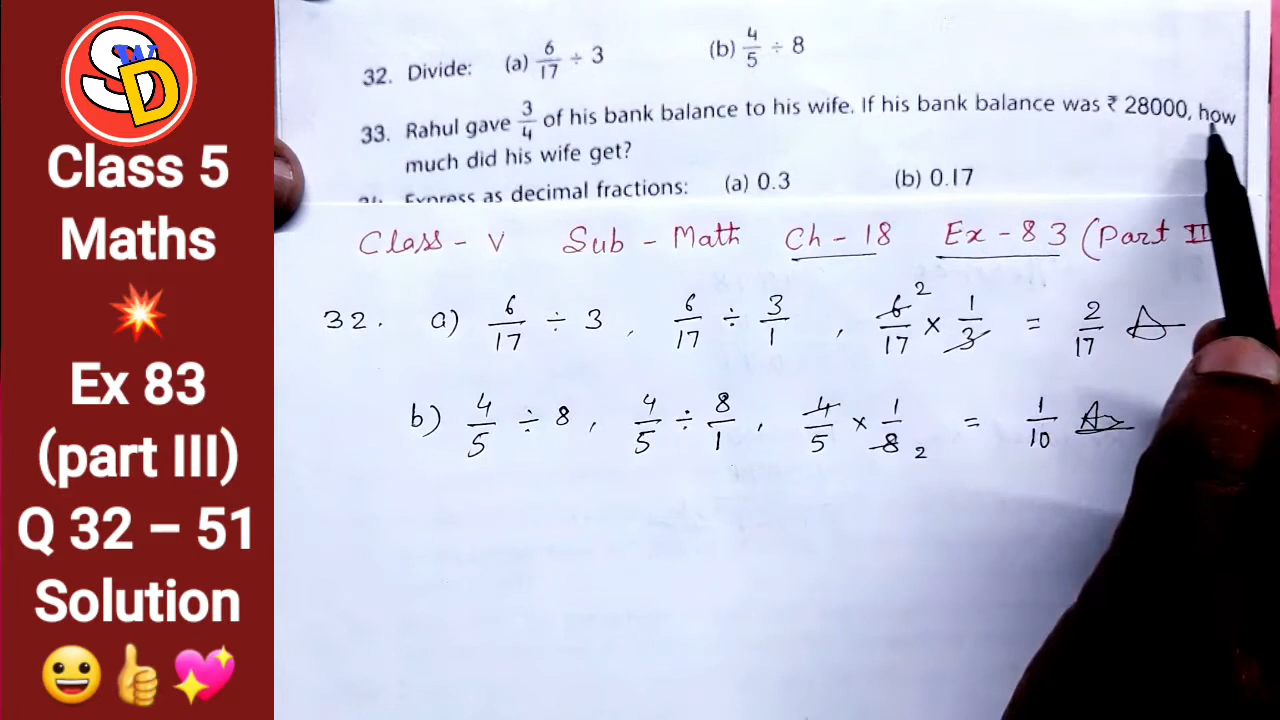 SWD
Class 5
Maths
💥
Ex 83
(part III)
Q 32 – 51
Solution
😀👍💖
32. Divide: (a) 6/17 ÷ 3 (b) 4/5 ÷ 8
33. Rahul gave 3/4 of his bank balance to his wife. If his bank balance was ₹ 28000, how
much did his wife get?
Express as decimal fractions: (a) 0.3 (b) 0.17
Class - V Sub - Math Ch - 18 Ex - 83 (Part II
32. a) 6/17 ÷ 3 , 6/17 ÷ 3/1 , 6/17 2 × 1/3 = 2/17
b) 4/5 ÷ 8 , 4/5 ÷ 8/1 , 4/5 × 1/8 2 = 1/10